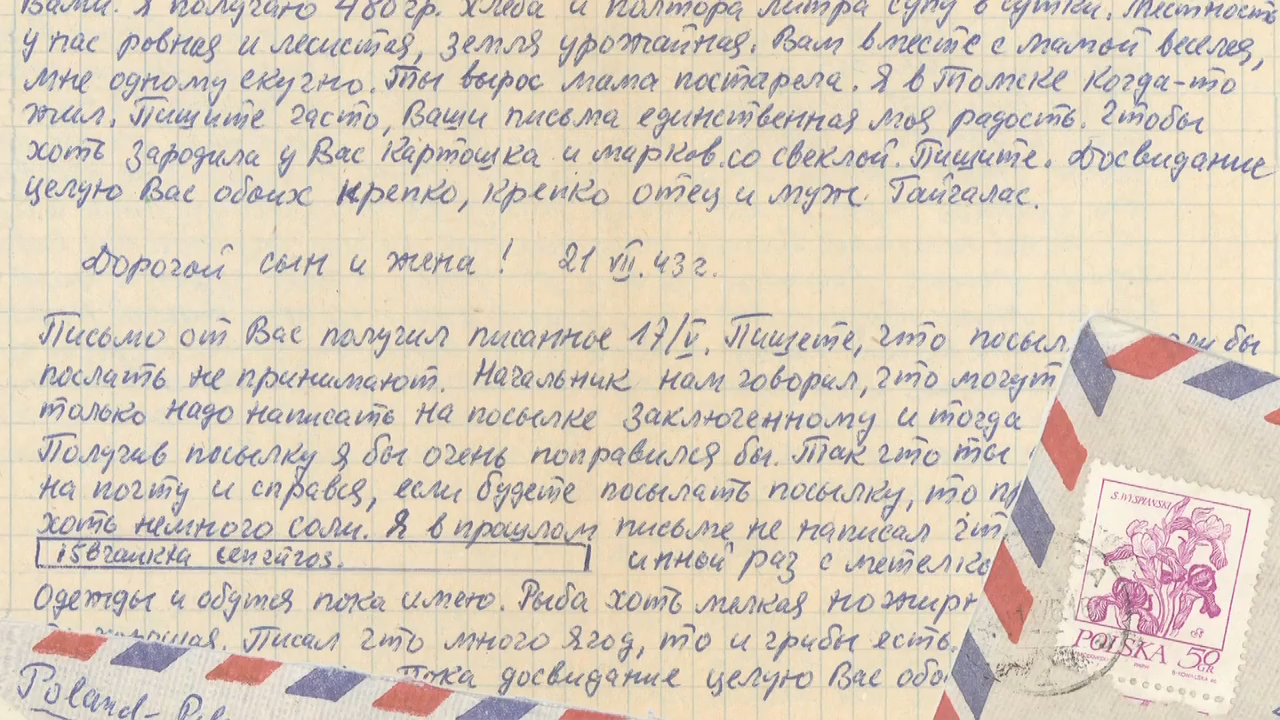 Вами. Я получаю 480 гр. хлеба и полтора литра супу в сутки. Местность
у нас ровная и лесистая, земля урожайная. Вам вместе с мамой веселей,
мне одному скучно. Ты вырос мама постарела. Я в Томске когда-то
жил. Пишите часто, Ваши письма единственная моя радость. Чтобы
хоть зародила у Вас картошка и марков. со свеклой. Пишите. Досвидание
целую Вас обоих крепко, крепко отец и муж. Гайгалас.
Дорогой сын и жена! 21 VII. 43 г.
Письмо от Вас получил писанное 17/V. Пишете, что посыл ли бы
послать не принимают. Начальник нам говорил, что могут
только надо написать на посылке заключенному и тогда
Получив посылку я бы очень поправился бы. Так что ты
на почту и справся, если будете посылать посылку, то
хоть немного соли. Я в прошлом письме не написал
иной раз с метелко
Одежды и обутся пока имею. Рыба хоть мелкая но жирн
Писал что много ягод, то и грибы есть.
Пока досвидание целую Вас обо
S. WYSPIAŃSKI
POLSKA 50 GR
Poland-